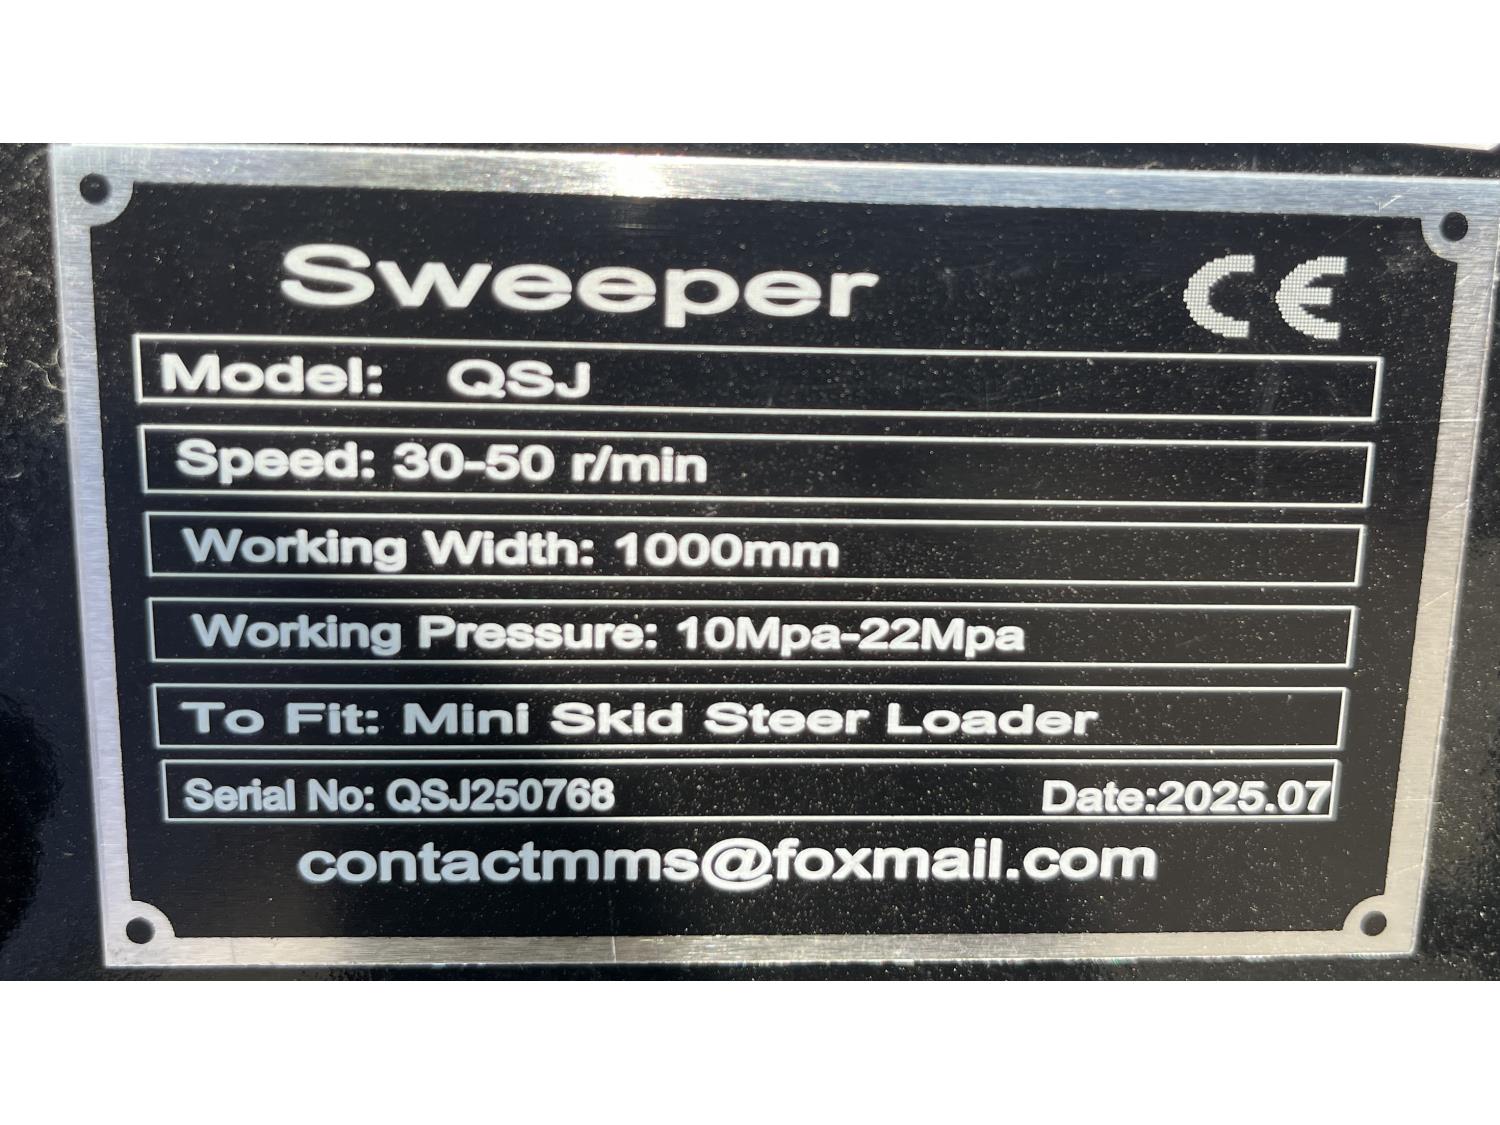 Sweeper CE
Model: QSJ
Speed: 30-50 r/min
Working Width: 1000mm
Working Pressure: 10Mpa-22Mpa
To Fit: Mini Skid Steer Loader
Serial No: QSJ250768 Date:2025.07
contactmms@foxmail.com